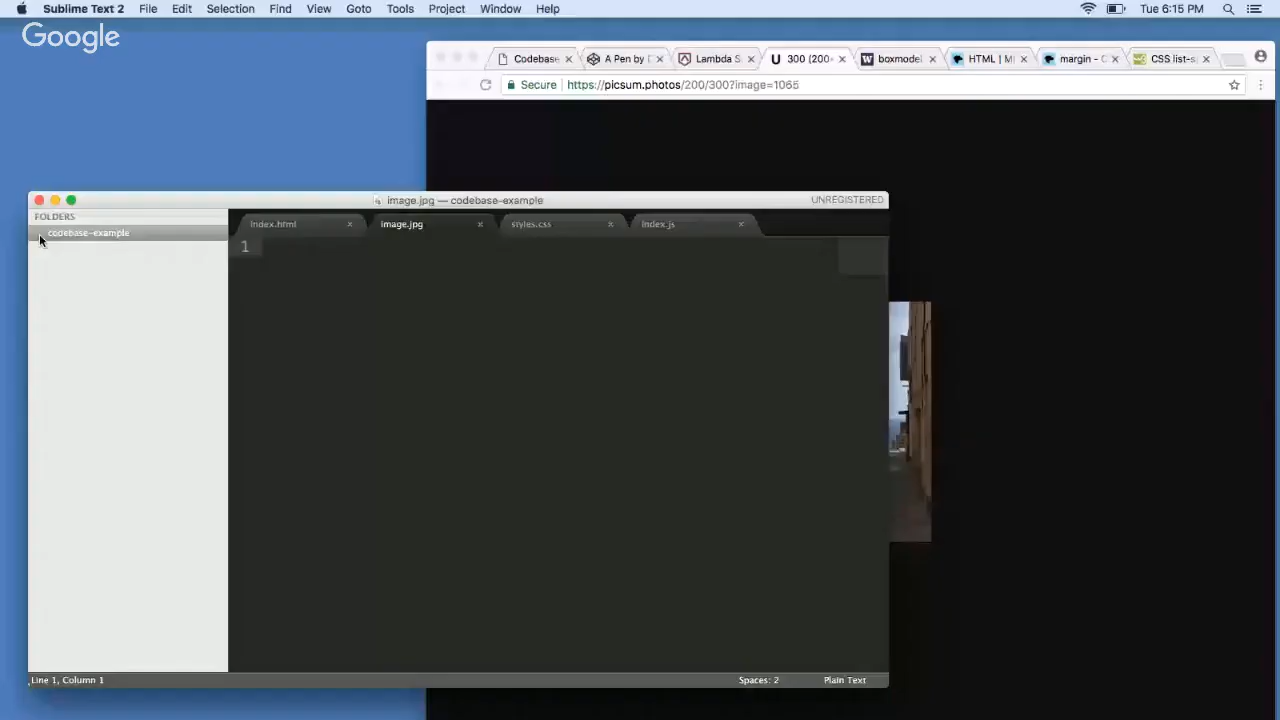 Sublime Text 2 File Edit Selection Find View Goto Tools Project Window Help Tue 6:15 PM
Google
Codebase A Pen by Lambda S 300 (200 boxmodel HTML | M margin - C CSS list-s
Secure https://picsum.photos/200/300?image=1065
image.jpg — codebase-example UNREGISTERED
FOLDERS
codebase-example
index.html image.jpg styles.css index.js
1
Line 1, Column 1 Spaces: 2 Plain Text